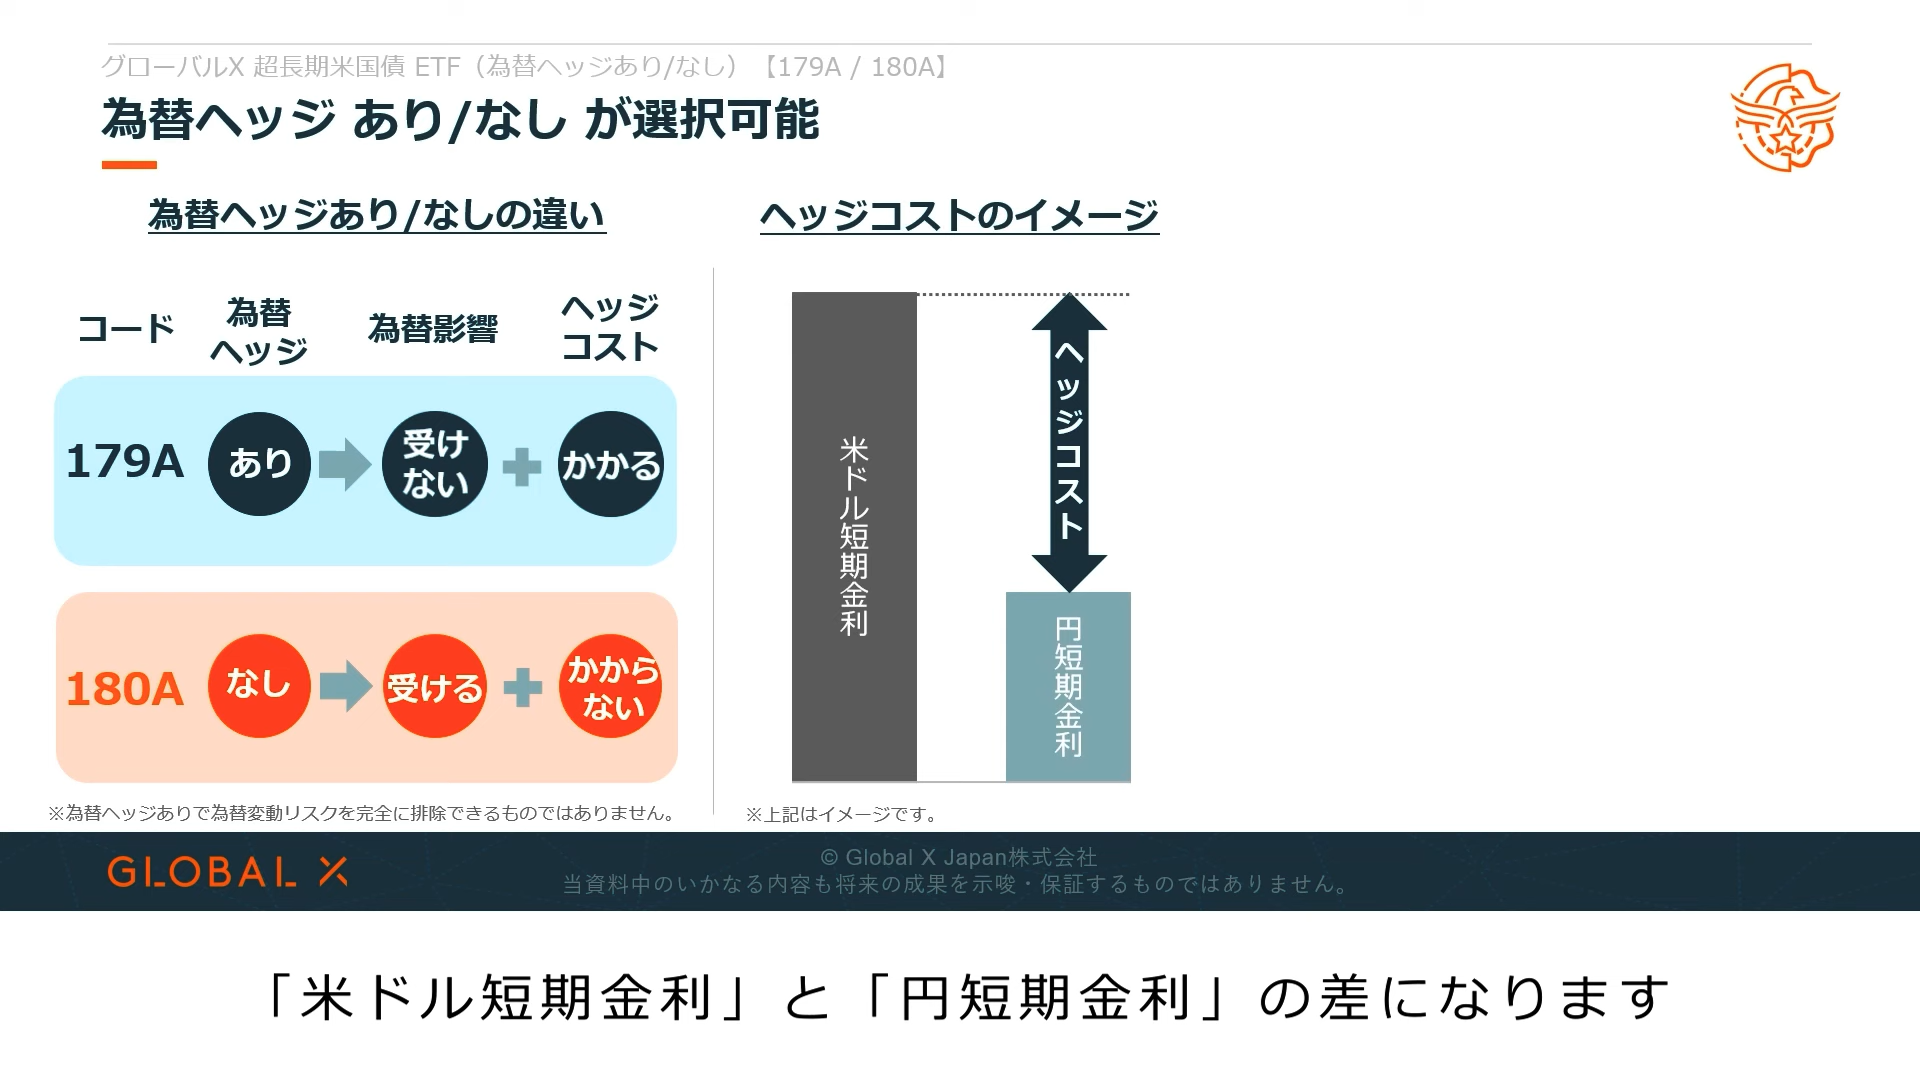 グローバルX 超長期米国債 ETF（為替ヘッジあり/なし）【179A / 180A】
為替ヘッジ あり/なし が選択可能
為替ヘッジあり/なしの違い
コード
為替
ヘッジ
為替影響
ヘッジ
コスト
179A
あり
受け
ない
かかる
180A
なし
受ける
かから
ない
※為替ヘッジありで為替変動リスクを完全に排除できるものではありません。
ヘッジコストのイメージ
米ドル短期金利
ヘッジコスト
円短期金利
※上記はイメージです。
GLOBAL X
© Global X Japan株式会社
当資料中のいかなる内容も将来の成果を示唆・保証するものではありません。
「米ドル短期金利」と「円短期金利」の差になります